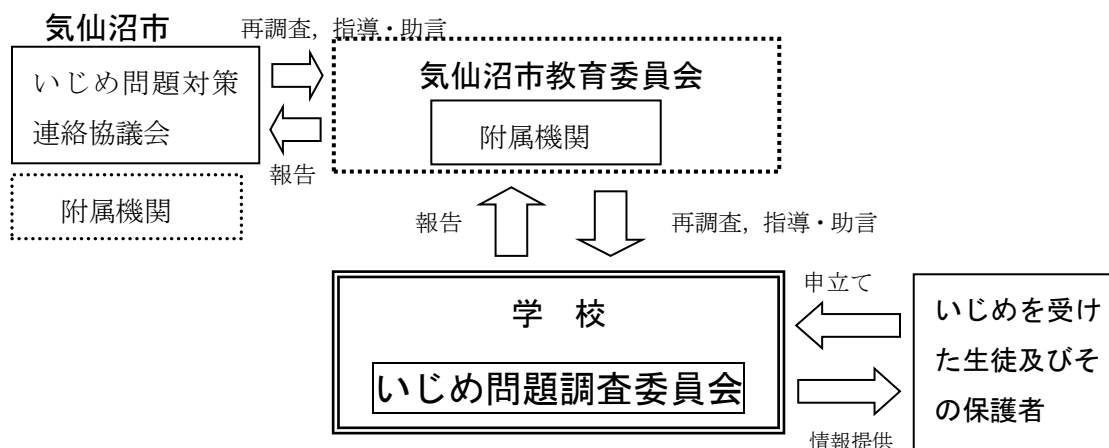 気仙沼市
再調査，指導・助言
いじめ問題対策
連絡協議会
附属機関
報告
気仙沼市教育委員会
附属機関
報告
再調査，指導・助言
学 校
いじめ問題調査委員会
申立て
情報提供
いじめを受け
た生徒及びそ
の保護者